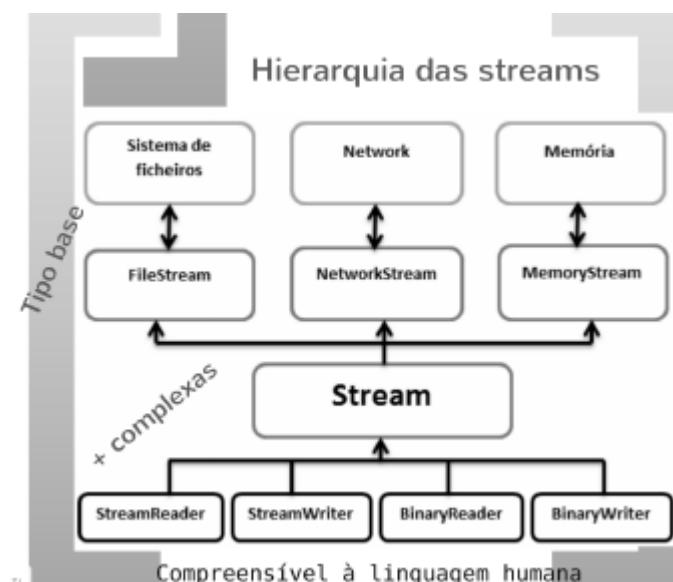 Hierarquia das streams
Sistema de
ficheiros
Network
Memória
Tipo base
FileStream
NetworkStream
MemoryStream
Stream
+ complexas
StreamReader
StreamWriter
BinaryReader
BinaryWriter
Compreensível à linguagem humana